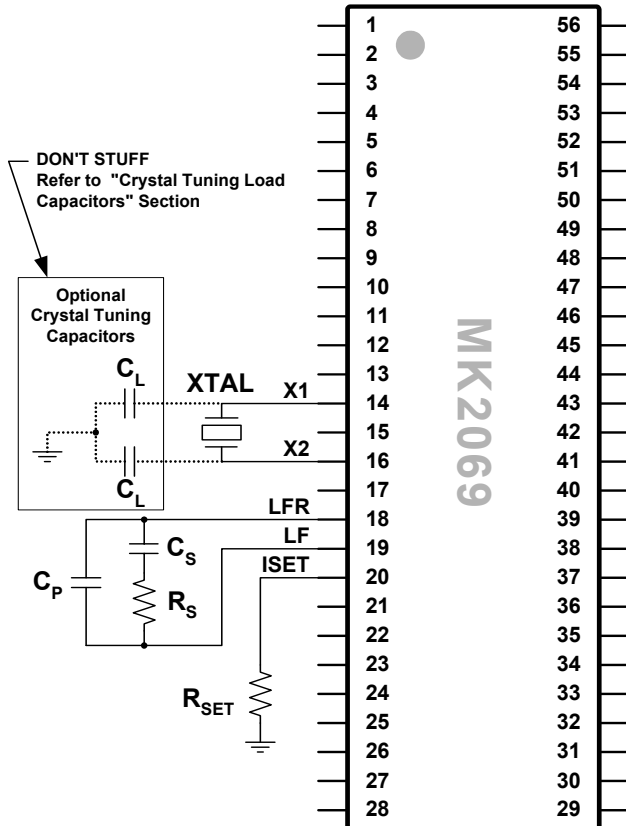 DON'T STUFF
Refer to "Crystal Tuning Load
Capacitors" Section
Optional
Crystal Tuning
Capacitors
CL
XTAL
X1
X2
CL
LFR
LF
ISET
CS
CP
RS
RSET
MK2069
1 56
2 55
3 54
4 53
5 52
6 51
7 50
8 49
9 48
10 47
11 46
12 45
13 44
14 43
15 42
16 41
17 40
18 39
19 38
20 37
21 36
22 35
23 34
24 33
25 32
26 31
27 30
28 29